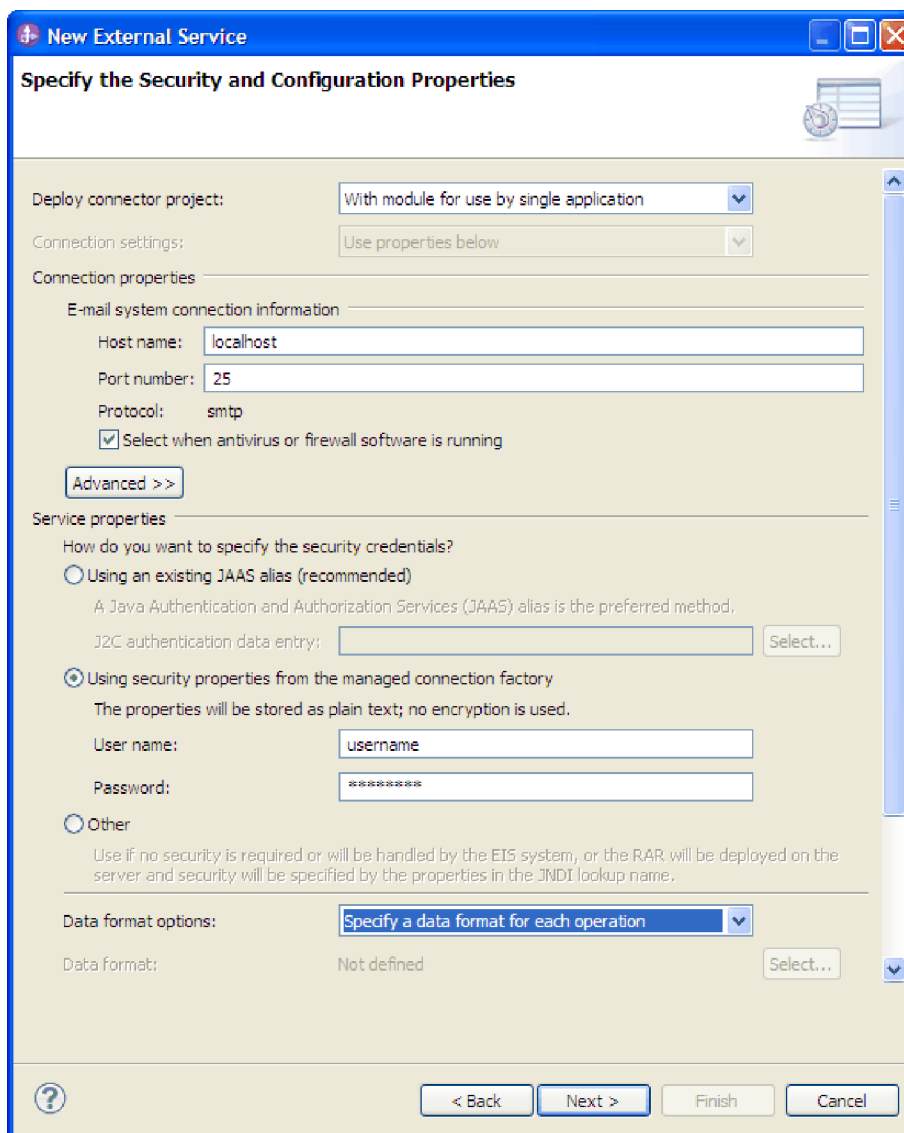 New External Service
Specify the Security and Configuration Properties
Deploy connector project: With module for use by single application
Connection settings: Use properties below
Connection properties
E-mail system connection information
Host name: localhost
Port number: 25
Protocol: smtp
Select when antivirus or firewall software is running
Advanced >>
Service properties
How do you want to specify the security credentials?
Using an existing JAAS alias (recommended)
A Java Authentication and Authorization Services (JAAS) alias is the preferred method.
J2C authentication data entry: Select...
Using security properties from the managed connection factory
The properties will be stored as plain text; no encryption is used.
User name: username
Password: ********
Other
Use if no security is required or will be handled by the EIS system, or the RAR will be deployed on the
server and security will be specified by the properties in the JNDI lookup name.
Data format options: Specify a data format for each operation
Data format: Not defined Select...
? < Back Next > Finish Cancel